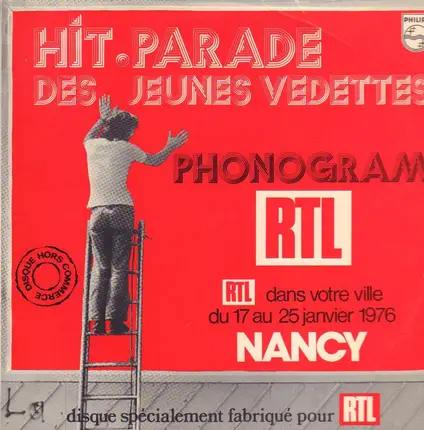 HIT.PARADE
PHILIPS
DES JEUNES VEDETTES
PHONOGRAM
RTL
RTL dans votre ville
du 17 au 25 janvier 1976
NANCY
DISQUE HORS COMMERCE
disque spécialement fabriqué pour RTL